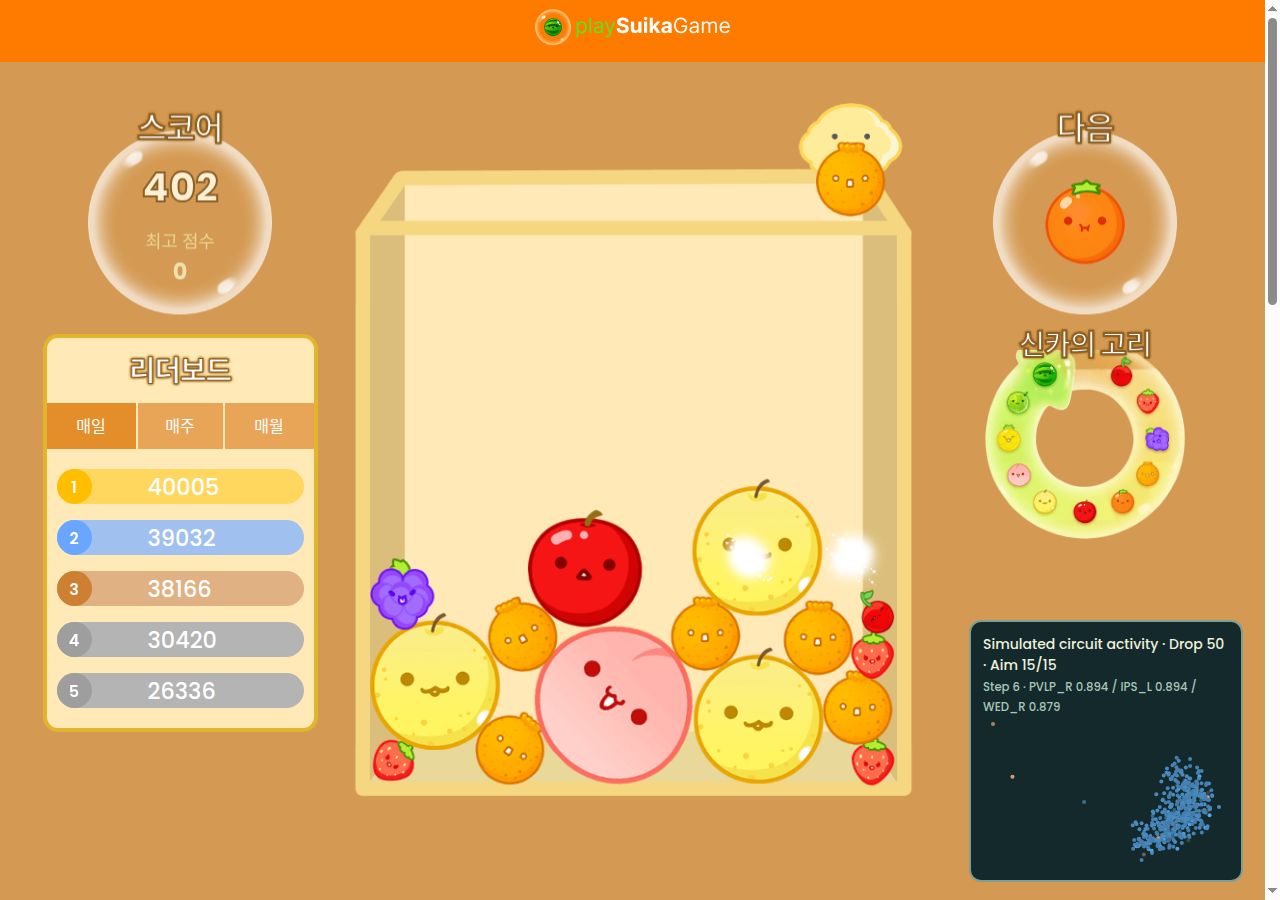 playSuikaGame
스코어
402
최고 점수
0
다음
신카의 고리
리더보드
매일 매주 매월
1 40005
2 39032
3 38166
4 30420
5 26336
Simulated circuit activity · Drop 50
· Aim 15/15
Step 6 · PVLP_R 0.894 / IPS_L 0.894 /
WED_R 0.879